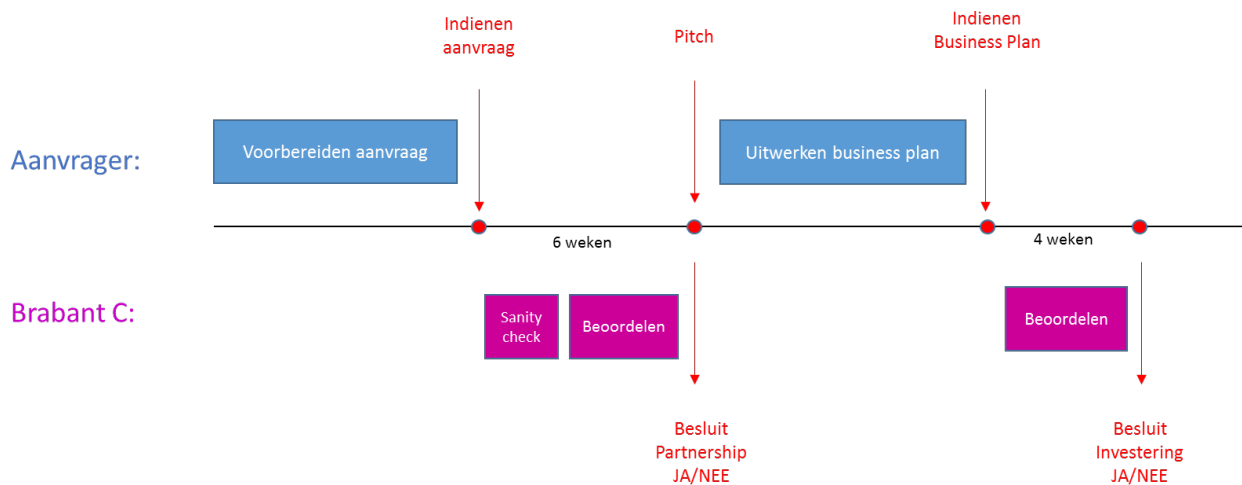 Indienen
aanvraag
Pitch
Indienen
Business Plan
Aanvrager:
Voorbereiden aanvraag
Uitwerken business plan
6 weken
4 weken
Brabant C:
Sanity
check
Beoordelen
Beoordelen
Besluit
Partnership
JA/NEE
Besluit
Investering
JA/NEE